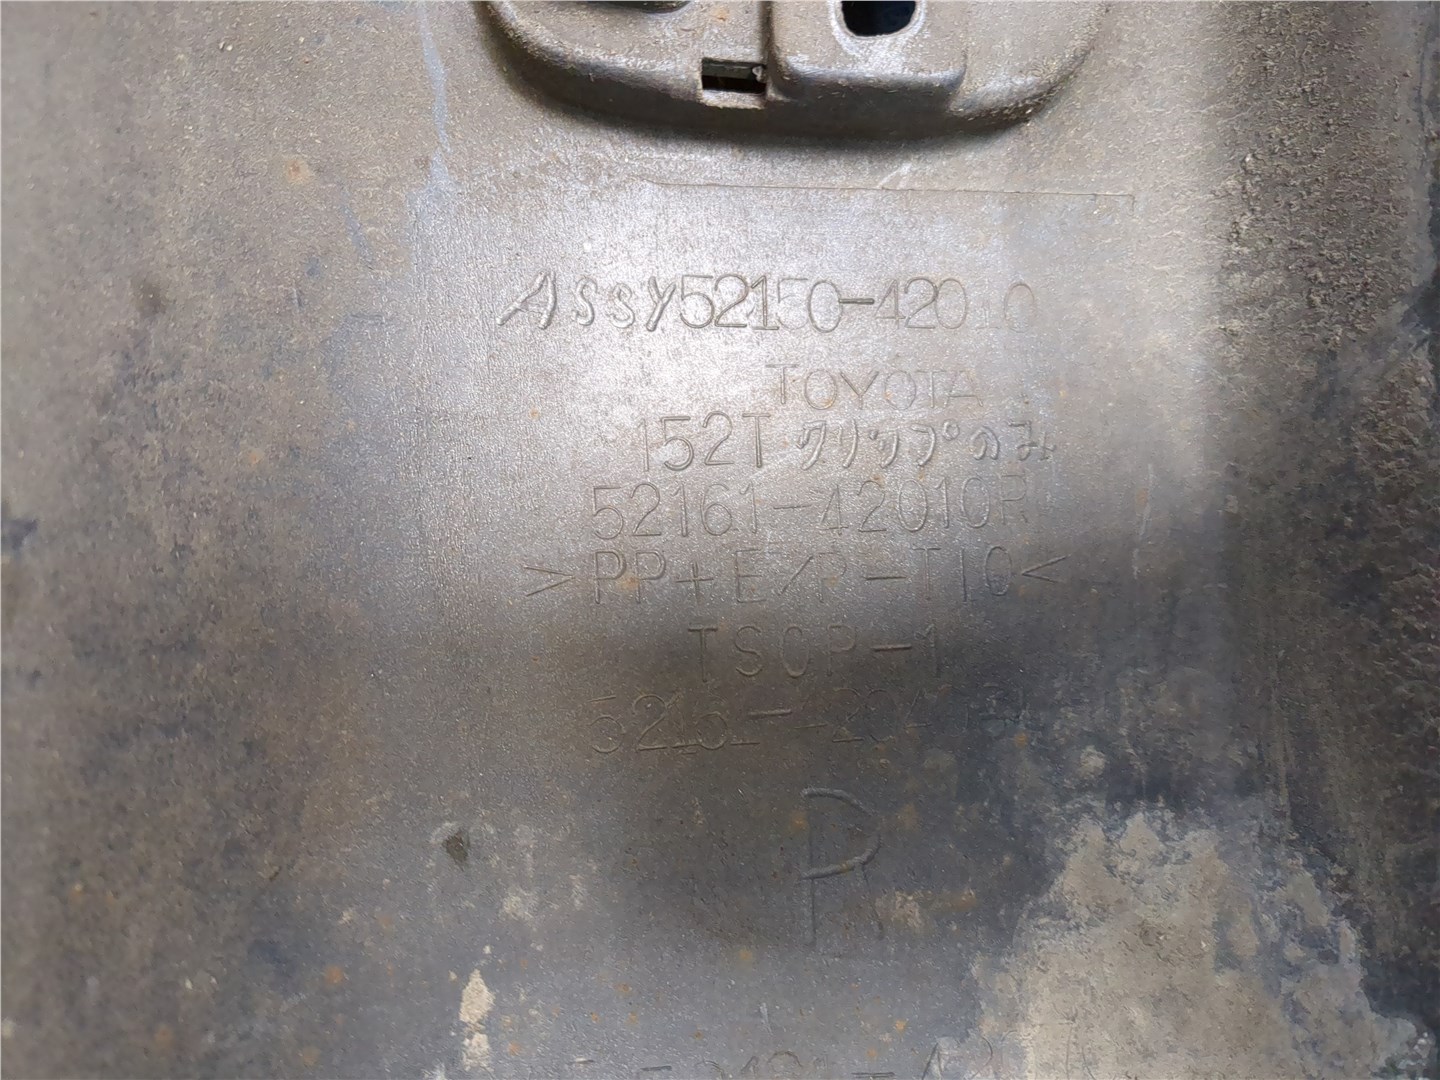 ASSY52150-42010
TOYOTA
152T クリップのみ
52161-42010R
>PP+E/P-T10<
TSOP-1
R